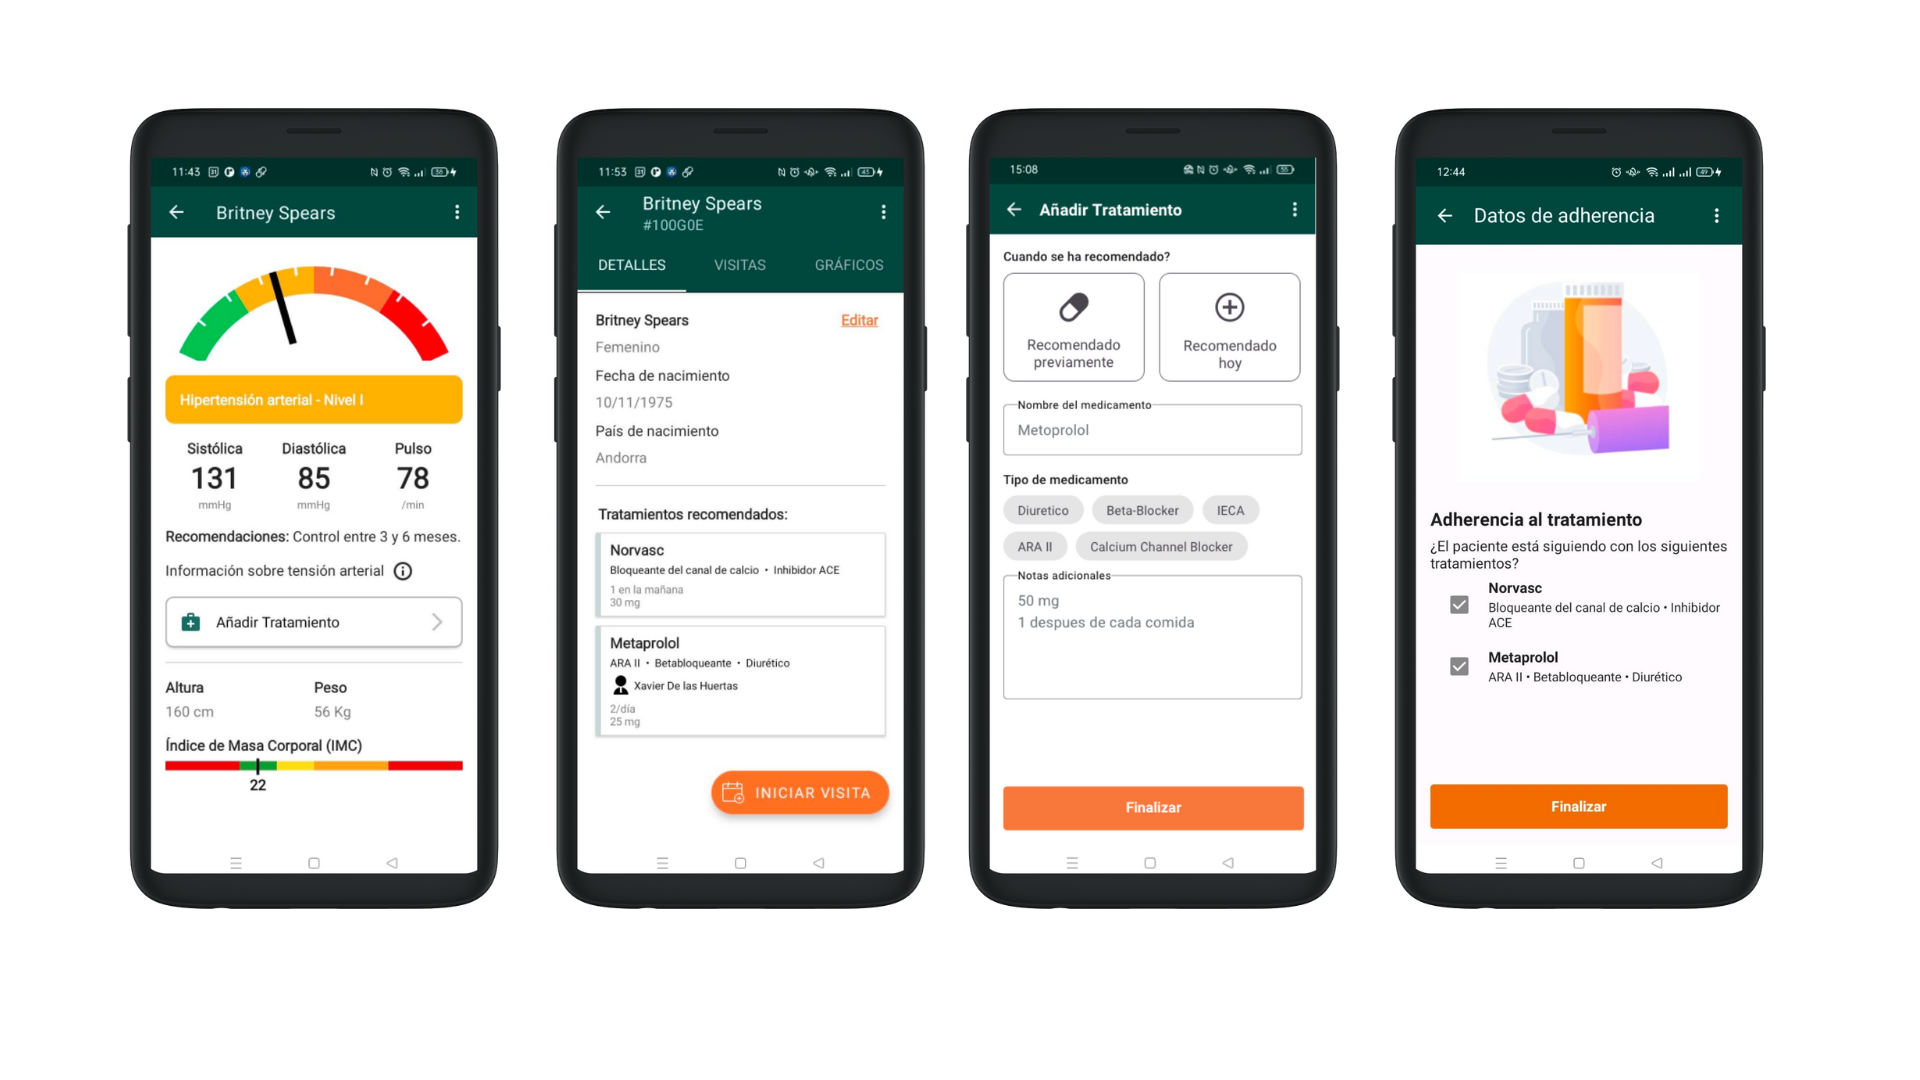 11:43
Britney Spears
Hipertensión arterial - Nivel I
Sistólica Diastólica Pulso
131 85 78
mmHg mmHg /min
Recomendaciones: Control entre 3 y 6 meses.
Información sobre tensión arterial
Añadir Tratamiento
Altura Peso
160 cm 56 Kg
Índice de Masa Corporal (IMC)
22
11:53
Britney Spears
#100G0E
DETALLES VISITAS GRÁFICOS
Britney Spears Editar
Femenino
Fecha de nacimiento
10/11/1975
País de nacimiento
Andorra
Tratamientos recomendados:
Norvasc
Bloqueante del canal de calcio • Inhibidor ACE
1 en la mañana
30 mg
Metaprolol
ARA II • Betabloqueante • Diurético
Xavier De las Huertas
2/día
25 mg
INICIAR VISITA
15:08
Añadir Tratamiento
Cuando se ha recomendado?
Recomendado previamente
Recomendado hoy
Nombre del medicamento
Metoprolol
Tipo de medicamento
Diuretico Beta-Blocker IECA
ARA II Calcium Channel Blocker
Notas adicionales
50 mg
1 despues de cada comida
Finalizar
12:44
Datos de adherencia
Adherencia al tratamiento
¿El paciente está siguiendo con los siguientes
tratamientos?
Norvasc
Bloqueante del canal de calcio • Inhibidor
ACE
Metaprolol
ARA II • Betabloqueante • Diurético
Finalizar